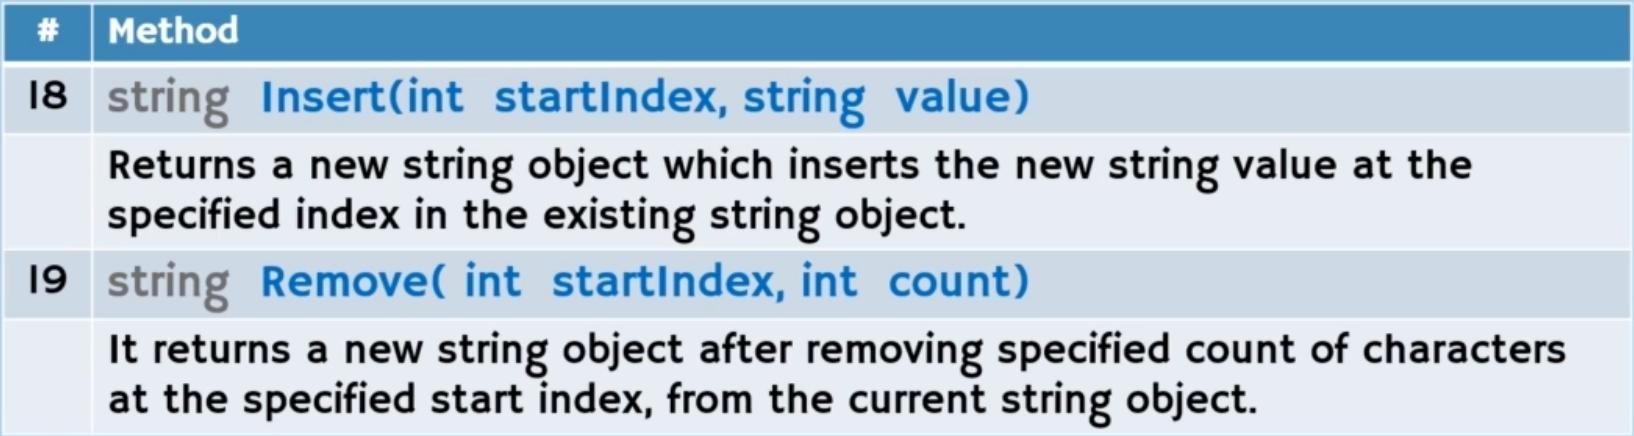 # Method
18 string Insert(int startIndex, string value)
Returns a new string object which inserts the new string value at the
specified index in the existing string object.
19 string Remove( int startIndex, int count)
It returns a new string object after removing specified count of characters
at the specified start index, from the current string object.